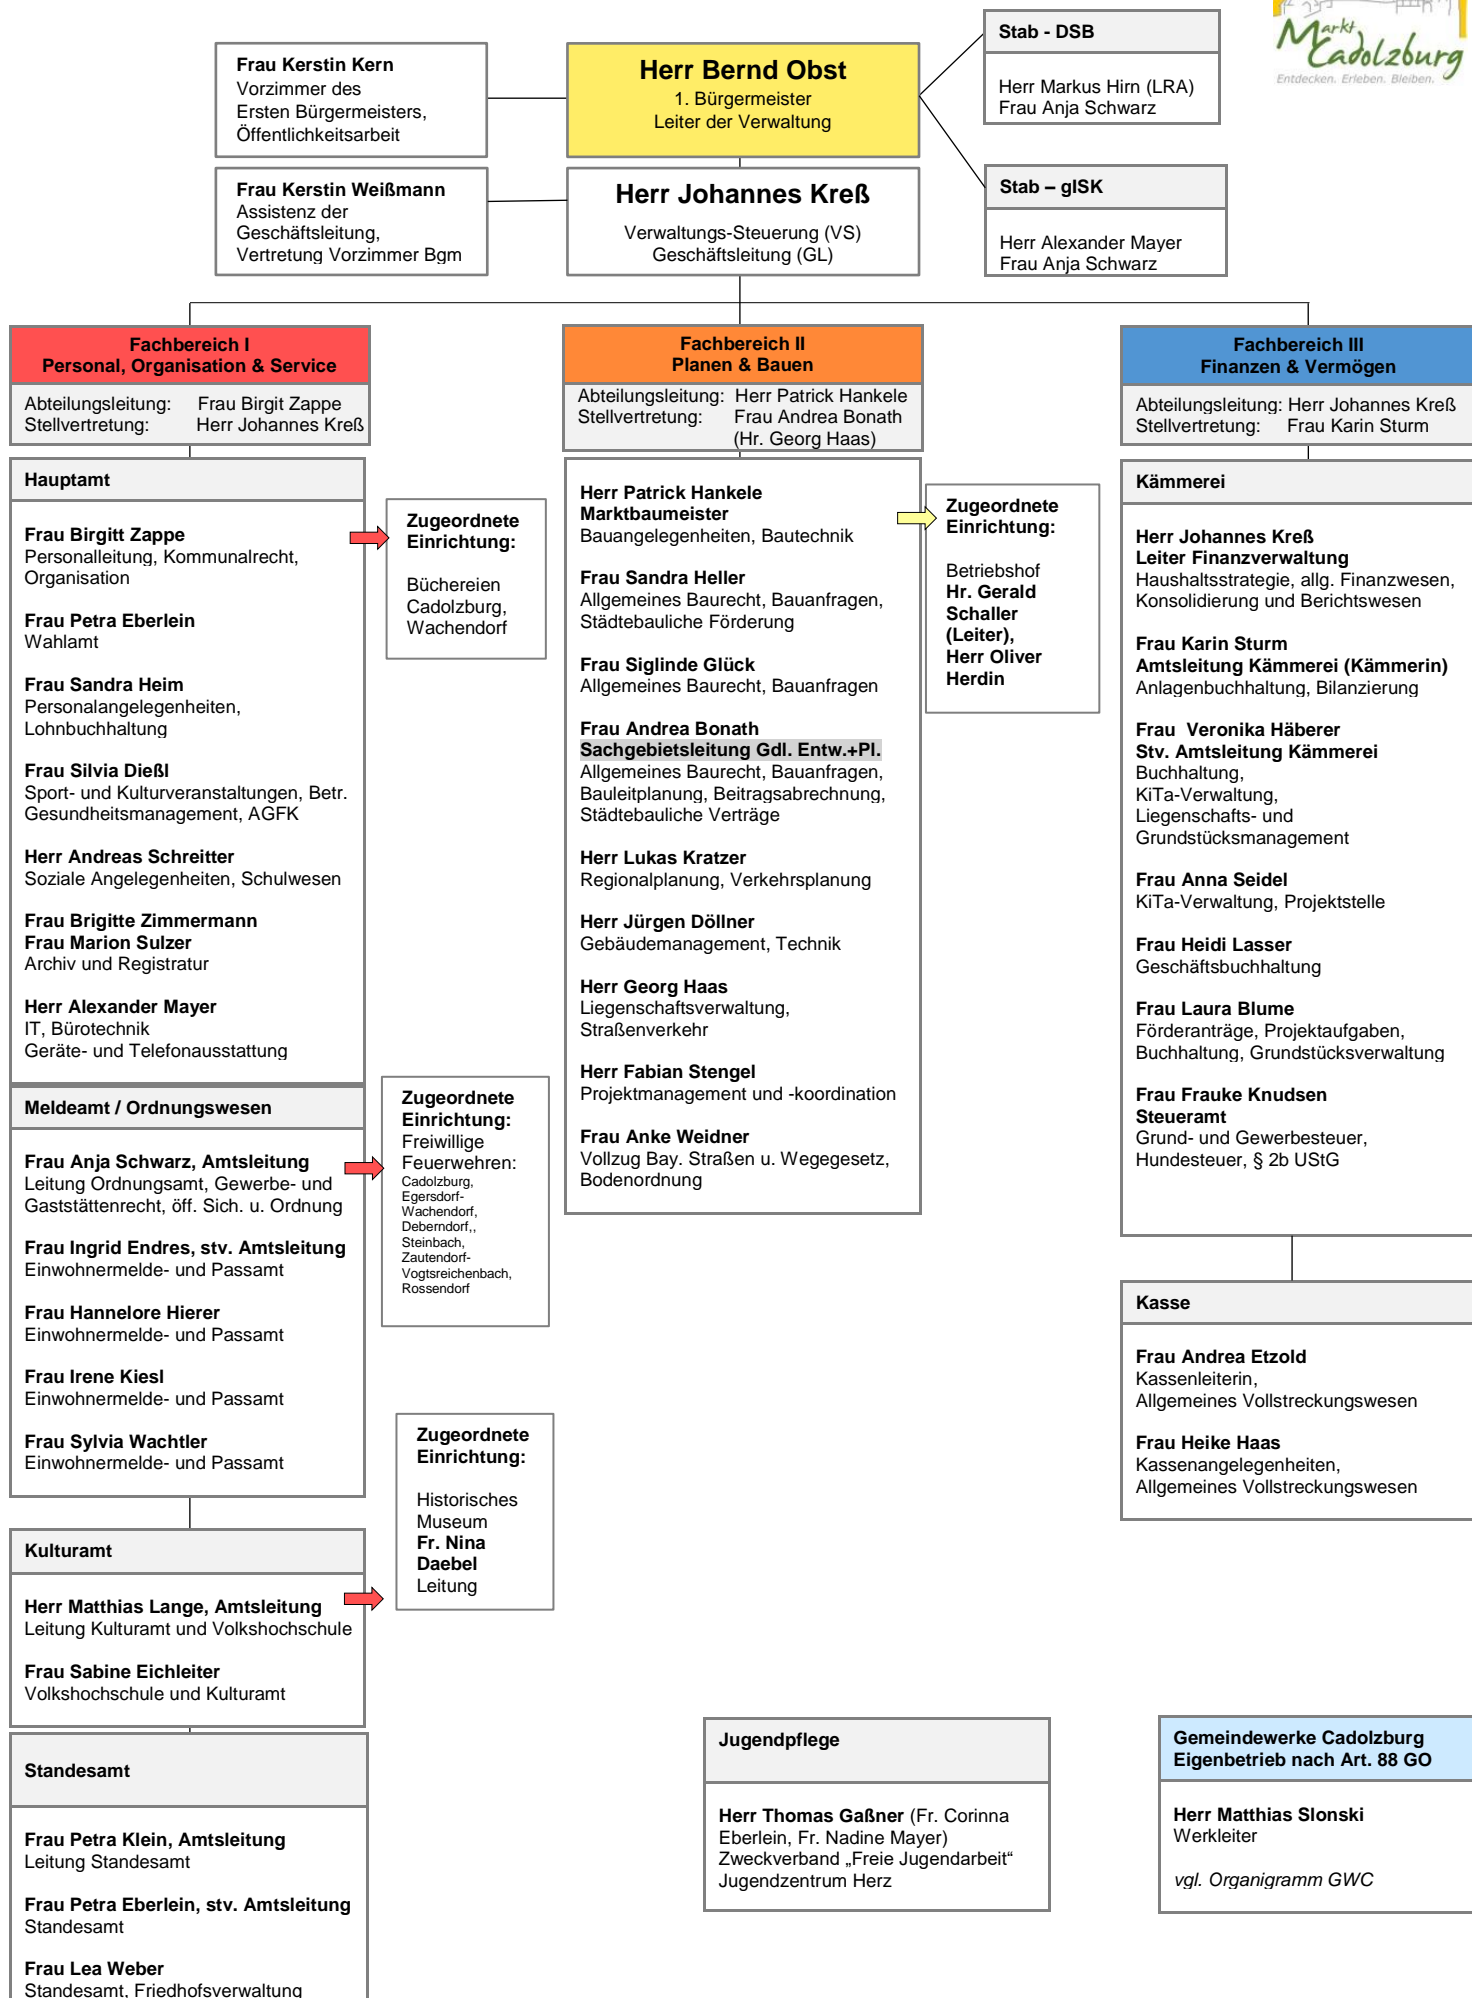 Markt
Cadolzburg
Entdecken. Erleben. Bleiben.
Frau Kerstin Kern
Vorzimmer des
Ersten Bürgermeisters,
Öffentlichkeitsarbeit
Herr Bernd Obst
1. Bürgermeister
Leiter der Verwaltung
Stab - DSB
Herr Markus Hirn (LRA)
Frau Anja Schwarz
Frau Kerstin Weißmann
Assistenz der
Geschäftsleitung,
Vertretung Vorzimmer Bgm
Herr Johannes Kreß
Verwaltungs-Steuerung (VS)
Geschäftsleitung (GL)
Stab – gISK
Herr Alexander Mayer
Frau Anja Schwarz
Fachbereich I
Personal, Organisation & Service
Abteilungsleitung: Frau Birgit Zappe
Stellvertretung: Herr Johannes Kreß
Hauptamt
Frau Birgitt Zappe
Personalleitung, Kommunalrecht,
Organisation
Frau Petra Eberlein
Wahlamt
Frau Sandra Heim
Personalangelegenheiten,
Lohnbuchhaltung
Frau Silvia Dießl
Sport- und Kulturveranstaltungen, Betr.
Gesundheitsmanagement, AGFK
Herr Andreas Schreitter
Soziale Angelegenheiten, Schulwesen
Frau Brigitte Zimmermann
Frau Marion Sulzer
Archiv und Registratur
Herr Alexander Mayer
IT, Bürotechnik
Geräte- und Telefonausstattung
Zugeordnete
Einrichtung:
Büchereien
Cadolzburg,
Wachendorf
Meldeamt / Ordnungswesen
Frau Anja Schwarz, Amtsleitung
Leitung Ordnungsamt, Gewerbe- und
Gaststättenrecht, öff. Sich. u. Ordnung
Frau Ingrid Endres, stv. Amtsleitung
Einwohnermelde- und Passamt
Frau Hannelore Hierer
Einwohnermelde- und Passamt
Frau Irene Kiesl
Einwohnermelde- und Passamt
Frau Sylvia Wachtler
Einwohnermelde- und Passamt
Zugeordnete
Einrichtung:
Freiwillige
Feuerwehren:
Cadolzburg,
Egersdorf-
Wachendorf,
Deberndorf,,
Steinbach,
Zautendorf-
Vogtsreichenbach,
Rossendorf
Kulturamt
Herr Matthias Lange, Amtsleitung
Leitung Kulturamt und Volkshochschule
Frau Sabine Eichleiter
Volkshochschule und Kulturamt
Zugeordnete
Einrichtung:
Historisches
Museum
Fr. Nina
Daebel
Leitung
Standesamt
Frau Petra Klein, Amtsleitung
Leitung Standesamt
Frau Petra Eberlein, stv. Amtsleitung
Standesamt
Frau Lea Weber
Standesamt, Friedhofsverwaltung
Fachbereich II
Planen & Bauen
Abteilungsleitung: Herr Patrick Hankele
Stellvertretung: Frau Andrea Bonath
(Hr. Georg Haas)
Herr Patrick Hankele
Marktbaumeister
Bauangelegenheiten, Bautechnik
Frau Sandra Heller
Allgemeines Baurecht, Bauanfragen,
Städtebauliche Förderung
Frau Siglinde Glück
Allgemeines Baurecht, Bauanfragen
Frau Andrea Bonath
Sachgebietsleitung Gdl. Entw.+Pl.
Allgemeines Baurecht, Bauanfragen,
Bauleitplanung, Beitragsabrechnung,
Städtebauliche Verträge
Herr Lukas Kratzer
Regionalplanung, Verkehrsplanung
Herr Jürgen Döllner
Gebäudemanagement, Technik
Herr Georg Haas
Liegenschaftsverwaltung,
Straßenverkehr
Herr Fabian Stengel
Projektmanagement und -koordination
Frau Anke Weidner
Vollzug Bay. Straßen u. Wegegesetz,
Bodenordnung
Zugeordnete
Einrichtung:
Betriebshof
Hr. Gerald
Schaller
(Leiter),
Herr Oliver
Herdin
Fachbereich III
Finanzen & Vermögen
Abteilungsleitung: Herr Johannes Kreß
Stellvertretung: Frau Karin Sturm
Kämmerei
Herr Johannes Kreß
Leiter Finanzverwaltung
Haushaltsstrategie, allg. Finanzwesen,
Konsolidierung und Berichtswesen
Frau Karin Sturm
Amtsleitung Kämmerei (Kämmerin)
Anlagenbuchhaltung, Bilanzierung
Frau Veronika Häberer
Stv. Amtsleitung Kämmerei
Buchhaltung,
KiTa-Verwaltung,
Liegenschafts- und
Grundstücksmanagement
Frau Anna Seidel
KiTa-Verwaltung, Projektstelle
Frau Heidi Lasser
Geschäftsbuchhaltung
Frau Laura Blume
Förderanträge, Projektaufgaben,
Buchhaltung, Grundstücksverwaltung
Frau Frauke Knudsen
Steueramt
Grund- und Gewerbesteuer,
Hundesteuer, § 2b UStG
Kasse
Frau Andrea Etzold
Kassenleiterin,
Allgemeines Vollstreckungswesen
Frau Heike Haas
Kassenangelegenheiten,
Allgemeines Vollstreckungswesen
Jugendpflege
Herr Thomas Gaßner (Fr. Corinna
Eberlein, Fr. Nadine Mayer)
Zweckverband „Freie Jugendarbeit“
Jugendzentrum Herz
Gemeindewerke Cadolzburg
Eigenbetrieb nach Art. 88 GO
Herr Matthias Slonski
Werkleiter
vgl. Organigramm GWC